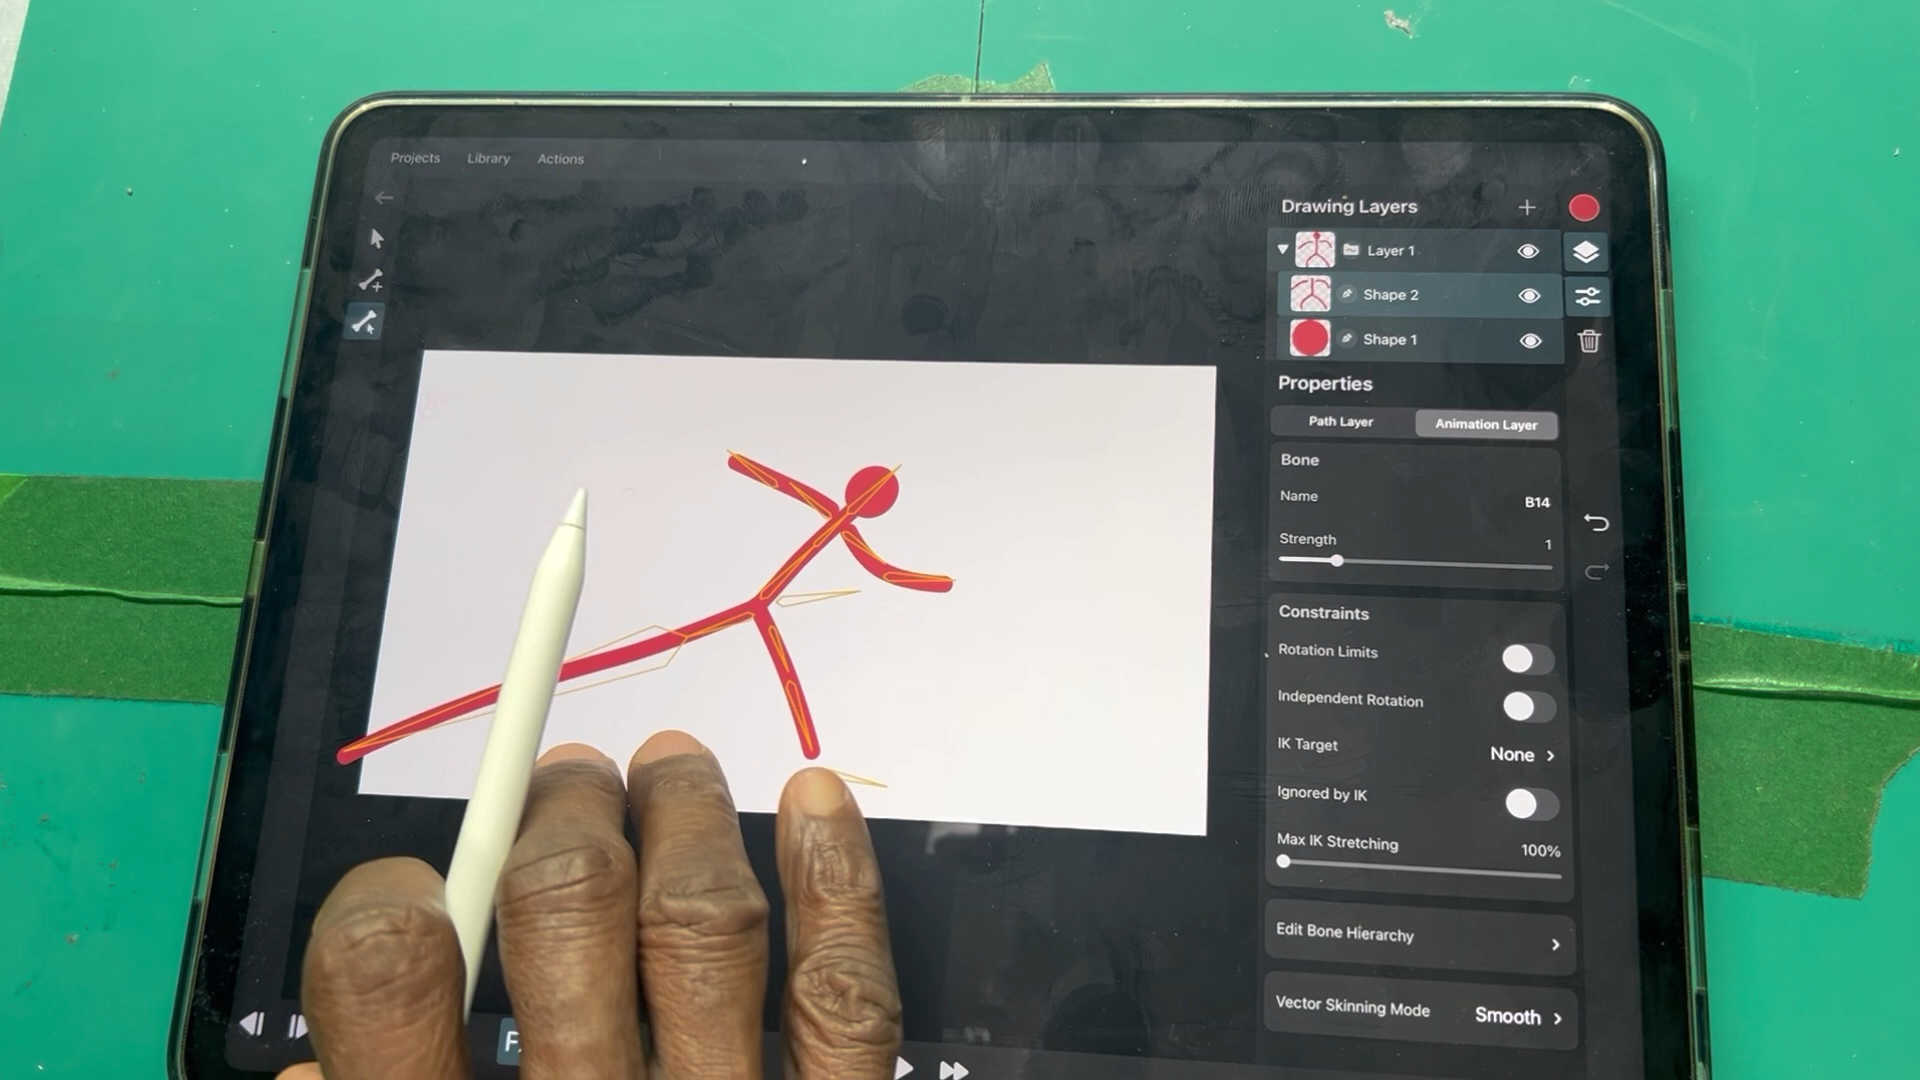 Projects Library Actions
Drawing Layers
Layer 1
Shape 2
Shape 1
Properties
Path Layer Animation Layer
Bone
Name B14
Strength 1
Constraints
Rotation Limits
Independent Rotation
IK Target None
Ignored by IK
Max IK Stretching 100%
Edit Bone Hierarchy
Vector Skinning Mode Smooth